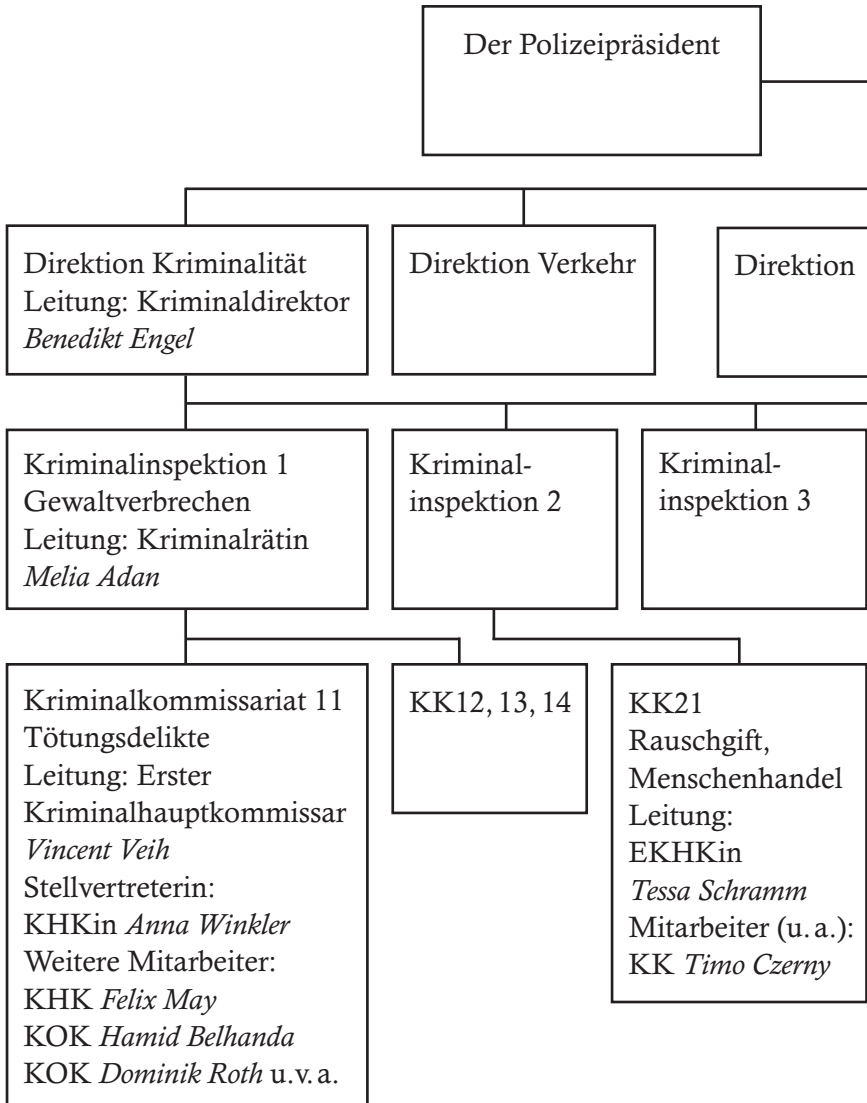 Der Polizeipräsident
Direktion Kriminalität
Leitung: Kriminaldirektor
Benedikt Engel
Direktion Verkehr
Direktion
Kriminalinspektion 1
Gewaltverbrechen
Leitung: Kriminalrätin
Melia Adan
Kriminal-
inspektion 2
Kriminal-
inspektion 3
Kriminalkommissariat 11
Tötungsdelikte
Leitung: Erster
Kriminalhauptkommissar
Vincent Veih
Stellvertreterin:
KHKin Anna Winkler
Weitere Mitarbeiter:
KHK Felix May
KOK Hamid Belhanda
KOK Dominik Roth u.v.a.
KK12, 13, 14
KK21
Rauschgift,
Menschenhandel
Leitung:
EKHKin
Tessa Schramm
Mitarbeiter (u.a.):
KK Timo Czerny